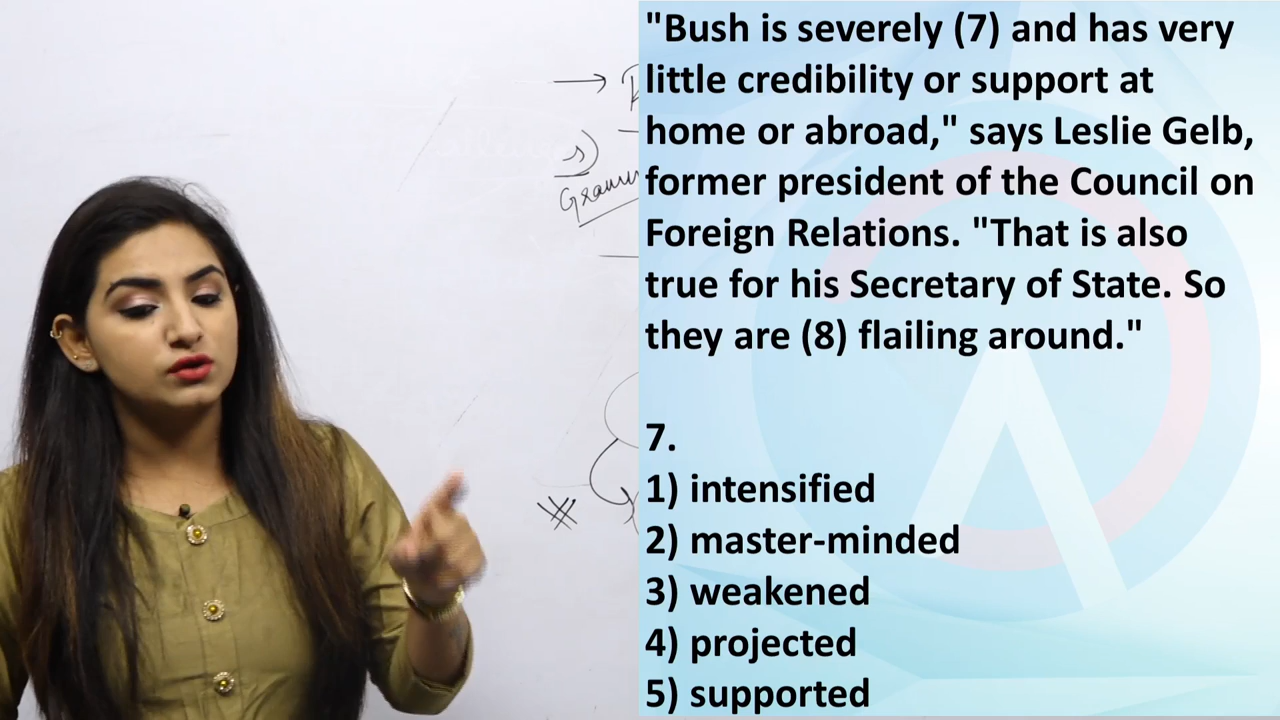 "Bush is severely (7) and has very
little credibility or support at
home or abroad," says Leslie Gelb,
former president of the Council on
Foreign Relations. "That is also
true for his Secretary of State. So
they are (8) flailing around."
7.
1) intensified
2) master-minded
3) weakened
4) projected
5) supported